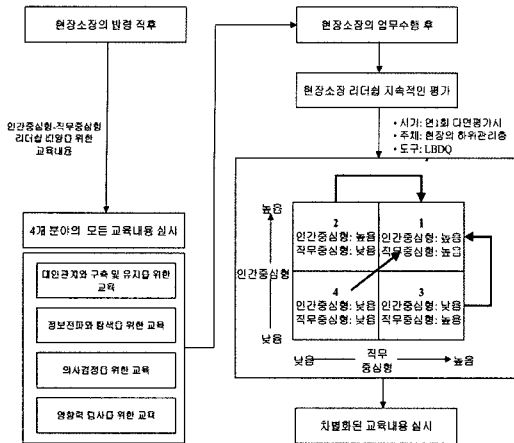 현장소장의 발령 직후
인간중심형-직무중심형
리더쉽 함양을 위한
교육내용
4개 분야의 모든 교육내용 실시
대인관계의 구축 및 유지를 위한
교육
정보전파와 탐색을 위한 교육
의사결정을 위한 교육
영향력 행사를 위한 교육
현장소장의 업무수행 후
현장소장 리더쉽 지속적인 평가
• 시기: 연1회 다면평가시
• 주체: 현장의 하위관리층
• 도구: LBDQ
높음
인간중심형
낮음
2
인간중심형: 높음
직무중심형: 낮음
1
인간중심형: 높음
직무중심형: 높음
4
인간중심형: 낮음
직무중심형: 낮음
3
인간중심형: 낮음
직무중심형: 높음
낮음 직무 높음
중심형
차별화된 교육내용 실시